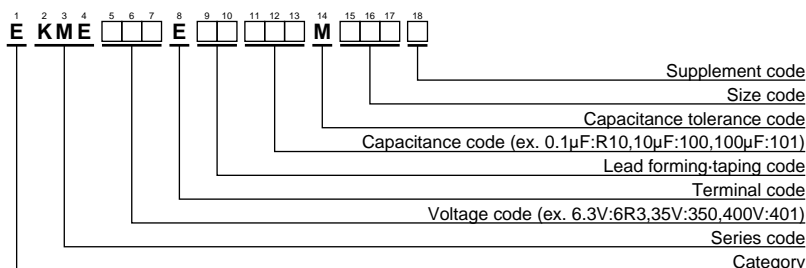 1 2 3 4 5 6 7 8 9 10 11 12 13 14 15 16 17 18
E KME □□□ E □□ □□□ M □□□ □
Supplement code
Size code
Capacitance tolerance code
Capacitance code (ex. 0.1μF:R10,10μF:100,100μF:101)
Lead forming·taping code
Terminal code
Voltage code (ex. 6.3V:6R3,35V:350,400V:401)
Series code
Category